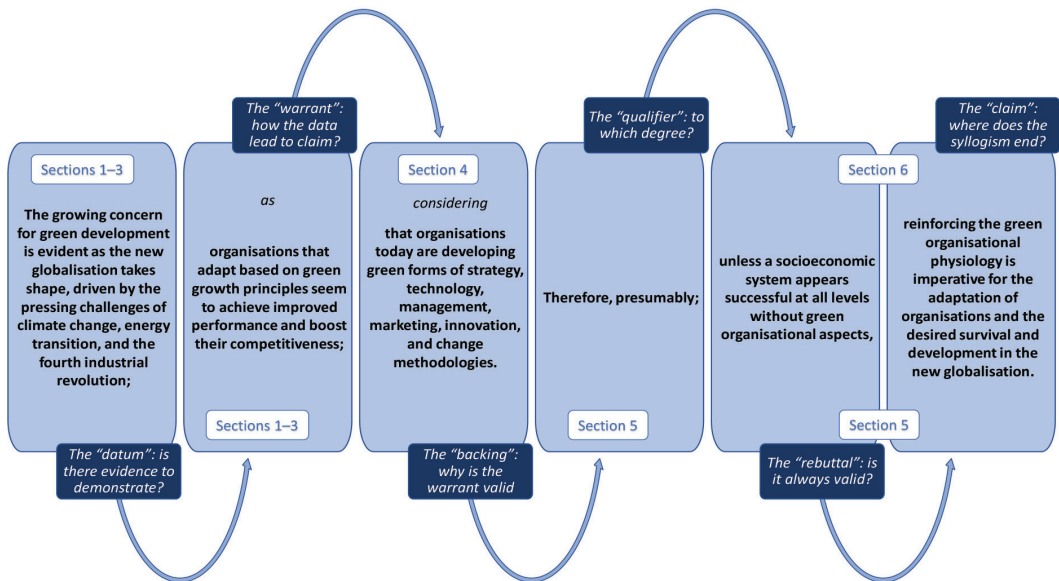 The “warrant”:
how the data
lead to claim?
The “qualifier”: to
which degree?
The “claim”:
where does the
syllogism end?
Sections 1–3
The growing concern
for green development
is evident as the new
globalisation takes
shape, driven by the
pressing challenges of
climate change, energy
transition, and the
fourth industrial
revolution;
as
organisations that
adapt based on green
growth principles seem
to achieve improved
performance and boost
their competitiveness;
Sections 1–3
Section 4
considering
that organisations
today are developing
green forms of strategy,
technology,
management,
marketing, innovation,
and change
methodologies.
Therefore, presumably;
Section 5
Section 6
unless a socioeconomic
system appears
successful at all levels
without green
organisational aspects,
reinforcing the green
organisational
physiology is
imperative for the
adaptation of
organisations and the
desired survival and
development in the
new globalisation.
Section 5
The “datum”: is
there evidence to
demonstrate?
The “backing”:
why is the
warrant valid
The “rebuttal”: is
it always valid?